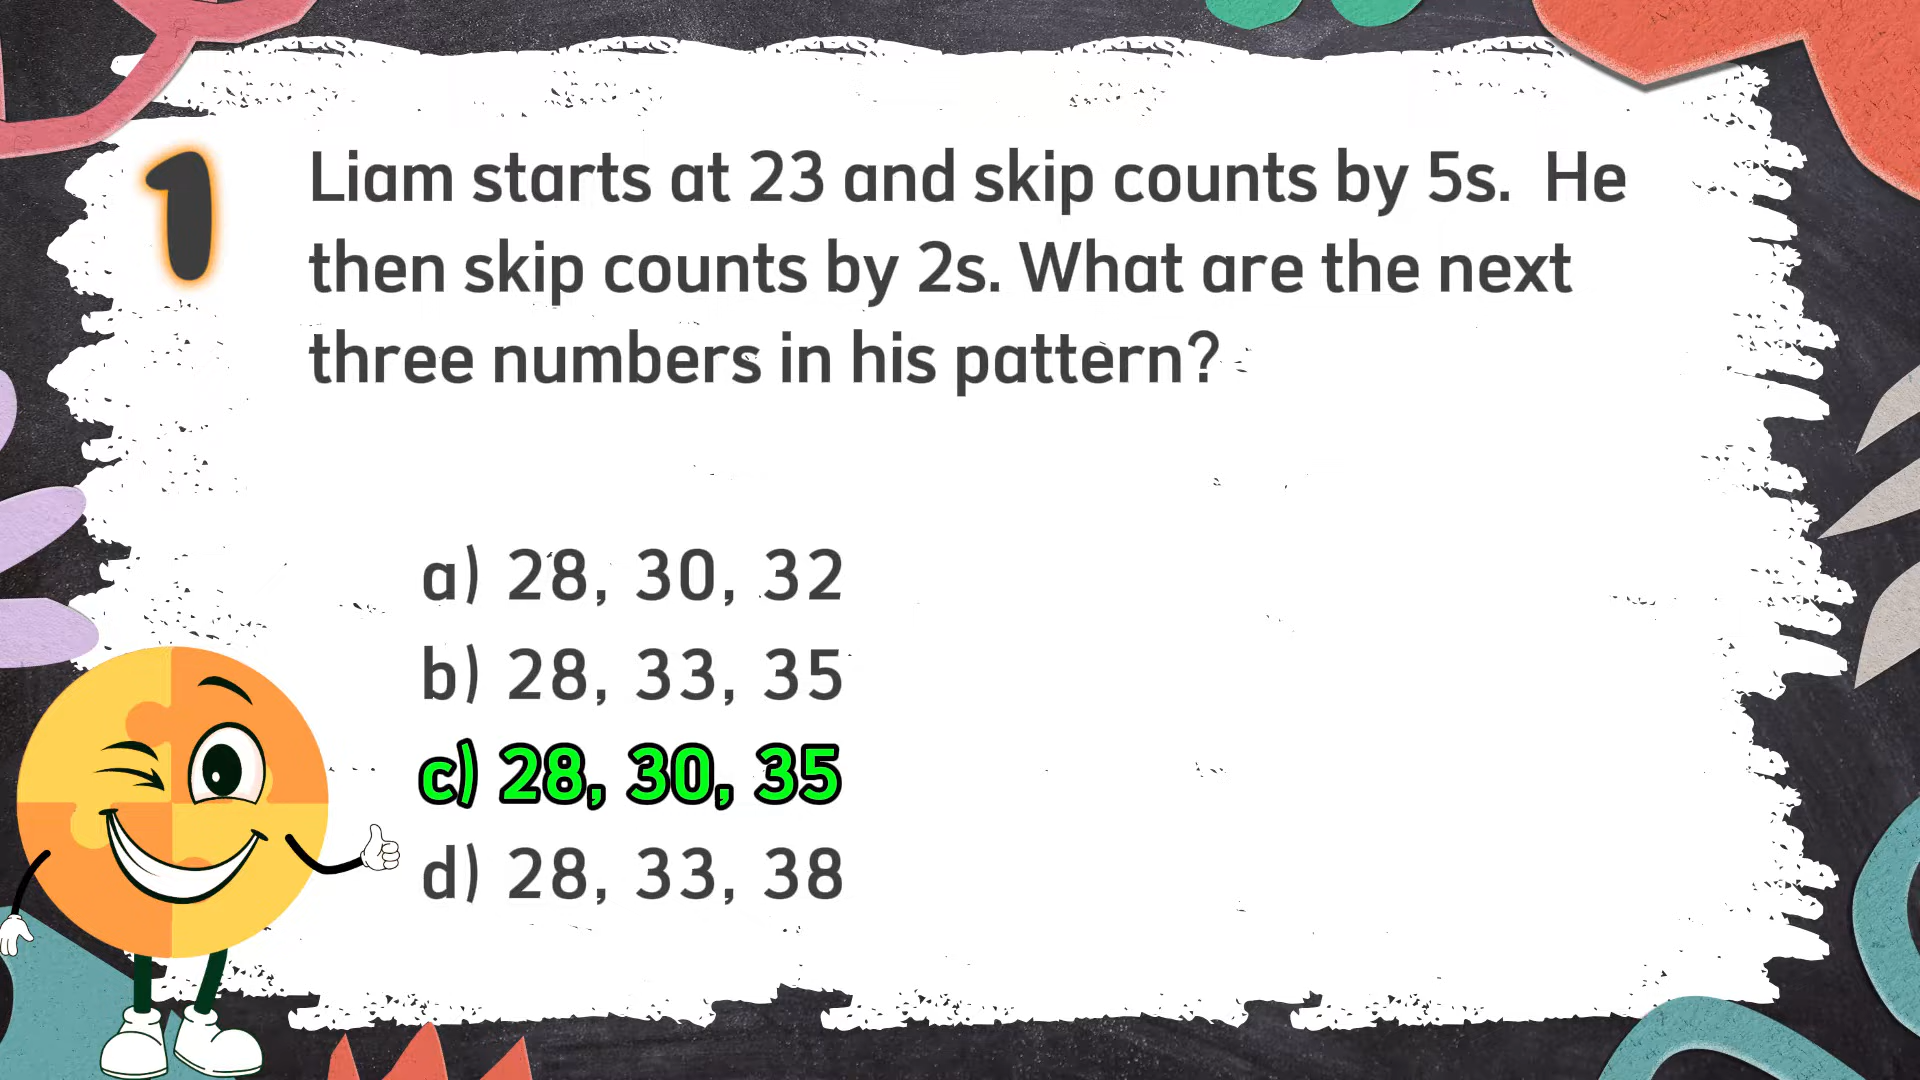 1
Liam starts at 23 and skip counts by 5s. He
then skip counts by 2s. What are the next
three numbers in his pattern?
a) 28, 30, 32
b) 28, 33, 35
c) 28, 30, 35
d) 28, 33, 38